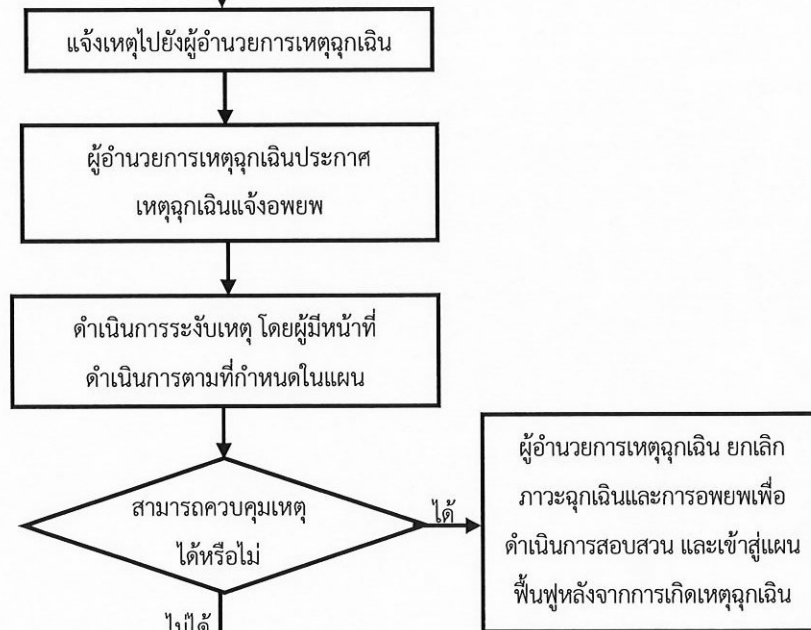 แจ้งเหตุไปยังผู้อำนวยการเหตุฉุกเฉิน
ผู้อำนวยการเหตุฉุกเฉินประกาศ
เหตุฉุกเฉินแจ้งอพยพ
ดำเนินการระงับเหตุ โดยผู้มีหน้าที่
ดำเนินการตามที่กำหนดในแผน
สามารถควบคุมเหตุ
ได้หรือไม่
ได้
ผู้อำนวยการเหตุฉุกเฉิน ยกเลิก
ภาวะฉุกเฉินและการอพยพเพื่อ
ดำเนินการสอบสวน และเข้าสู่แผน
ฟื้นฟูหลังจากการเกิดเหตุฉุกเฉิน
ไม่ได้